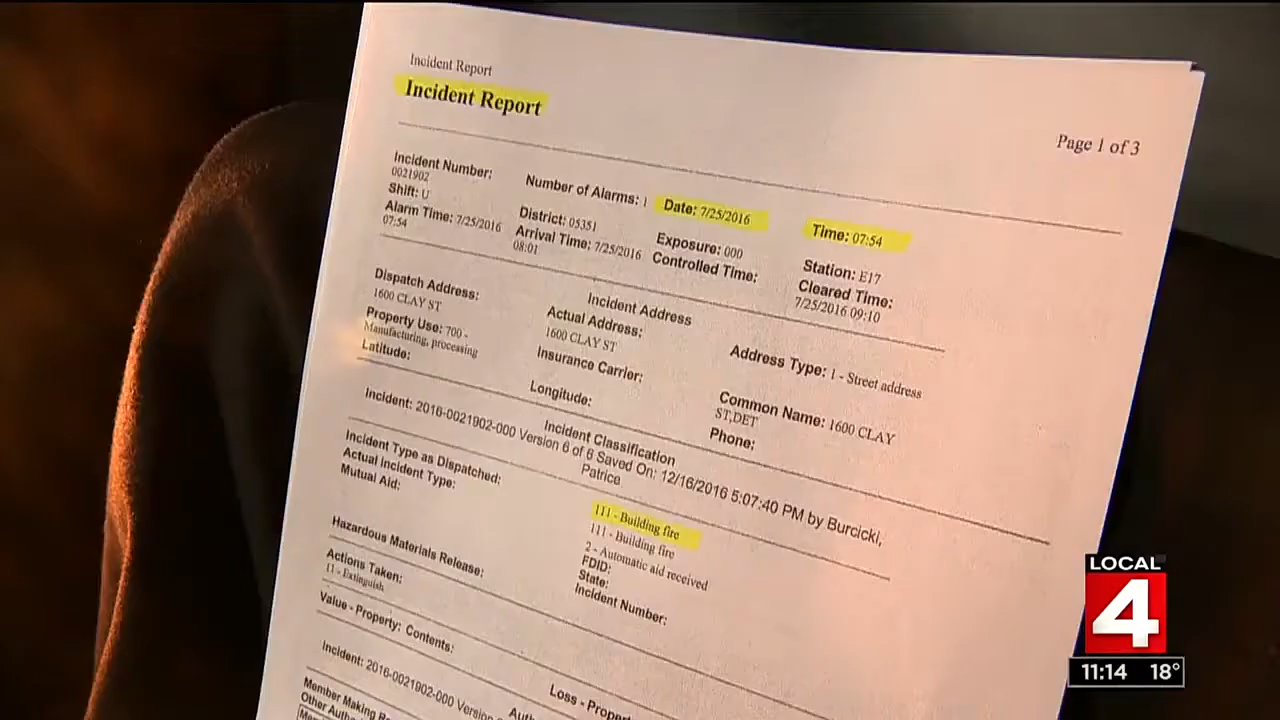 Incident Report
Incident Report
Page 1 of 3
Incident Number:
0021902
Number of Alarms: 1
Date: 7/25/2016
Time: 07:54
Shift: U
District: 05351
Exposure: 000
Station: E17
Alarm Time: 7/25/2016
07:54
Arrival Time: 7/25/2016
08:01
Controlled Time:
Cleared Time:
7/25/2016 09:10
Incident Address
Dispatch Address:
1600 CLAY ST
Actual Address:
1600 CLAY ST
Address Type: 1 - Street address
Property Use: 700 -
Manufacturing, processing
Insurance Carrier:
Common Name: 1600 CLAY
ST,DET
Latitude:
Longitude:
Phone:
Incident Classification
Incident: 2016-0021902-000 Version 6 of 6 Saved On: 12/16/2016 5:07:40 PM by Burcicki,
Patrice
Incident Type as Dispatched:
111 - Building fire
Actual Incident Type:
111 - Building fire
Mutual Aid:
2 - Automatic aid received
FDID:
State:
Incident Number:
Hazardous Materials Release:
Actions Taken:
11 - Extinguish
Value - Property: Contents:
Loss - Propert
Incident: 2016-0021902-000 Version
Member Making Re
Other Autho
LOCAL
4
11:14 18°